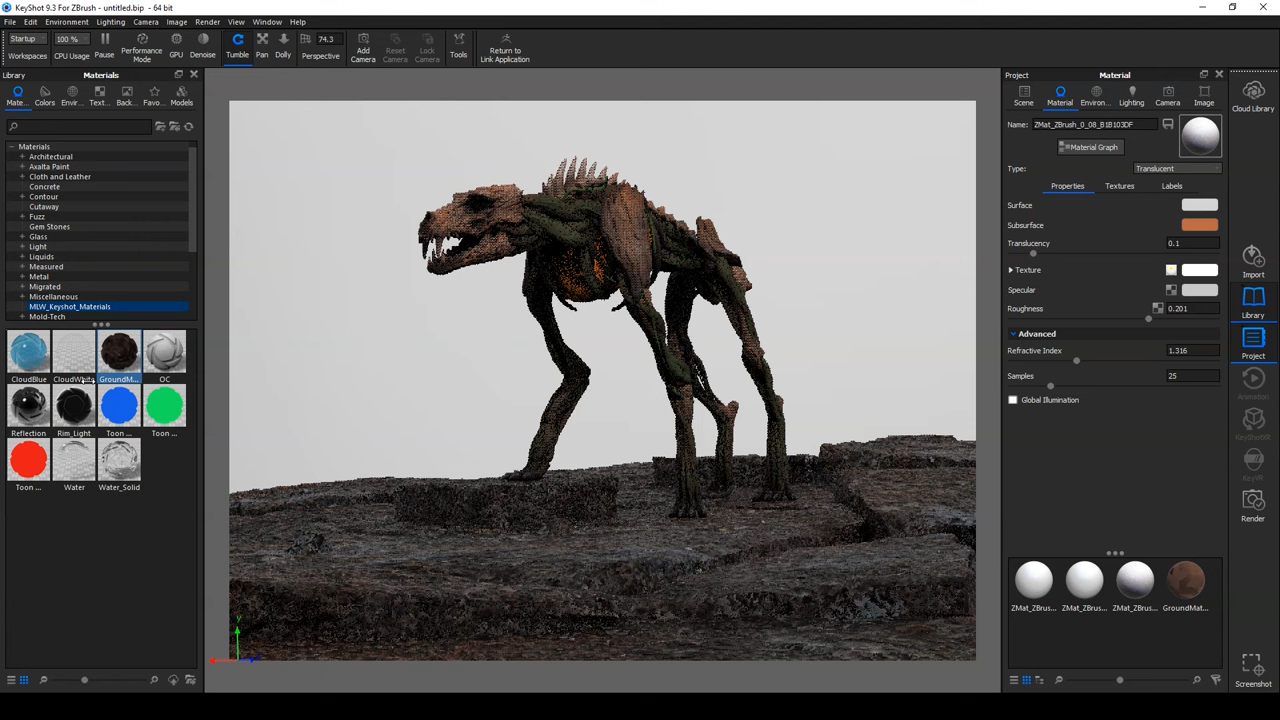 KeyShot 9.3 For ZBrush - untitled.bip - 64 bit
File Edit Environment Lighting Camera Image Render View Window Help
Startup 100 % 74.3
Workspaces CPU Usage Pause Performance Mode GPU Denoise Tumble Pan Dolly Perspective Add Camera Reset Camera Lock Camera Tools Return to Link Application
Library Materials
Mate... Colors Envir... Text... Back... Favo... Models
Materials
Architectural
Axalta Paint
Cloth and Leather
Concrete
Contour
Cutaway
Fuzz
Gem Stones
Glass
Light
Liquids
Measured
Metal
Migrated
Miscellaneous
MLW_Keyshot_Materials
Mold-Tech
CloudBlue CloudWhite GroundM... OC
Reflection Rim_Light Toon ... Toon ...
Toon ... Water Water_Solid
y
Project Material
Scene Material Environ... Lighting Camera Image
Name: ZMat_ZBrush_0_08_B1B103DF
Material Graph
Type: Translucent
Properties Textures Labels
Surface
Subsurface
Translucency 0.1
Texture
Specular
Roughness 0.201
Advanced
Refractive Index 1.316
Samples 25
Global Illumination
ZMat_ZBrus... ZMat_ZBrus... ZMat_ZBrus... GroundMat...
Cloud Library
Import
Library
Project
Animation
KeyShotXR
KeyVR
Render
Screenshot